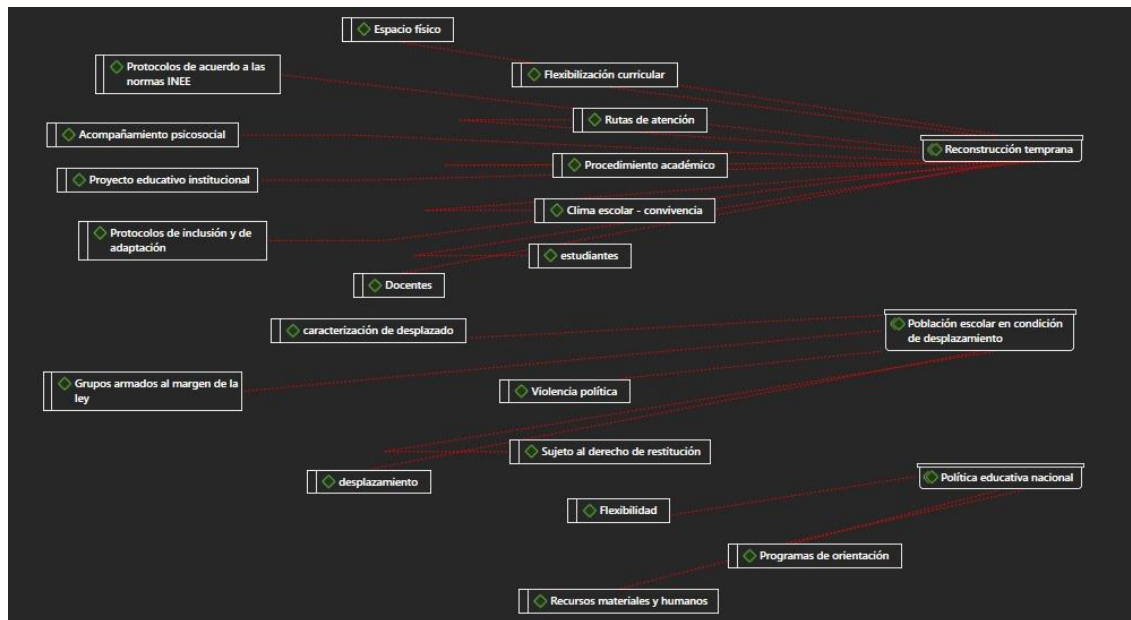 Espacio físico
Protocolos de acuerdo a las
normas INEE
Flexibilización curricular
Rutas de atención
Acompañamiento psicosocial
Reconstrucción temprana
Procedimiento académico
Proyecto educativo institucional
Clima escolar - convivencia
Protocolos de inclusión y de
adaptación
estudiantes
Docentes
caracterización de desplazado
Población escolar en condición
de desplazamiento
Grupos armados al margen de la
ley
Violencia política
Sujeto al derecho de restitución
desplazamiento
Política educativa nacional
Flexibilidad
Programas de orientación
Recursos materiales y humanos